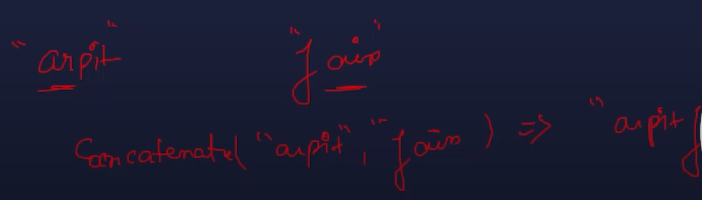 "arpit" "Jain"
Concatenate("arpit", "Jain) => "arpit J